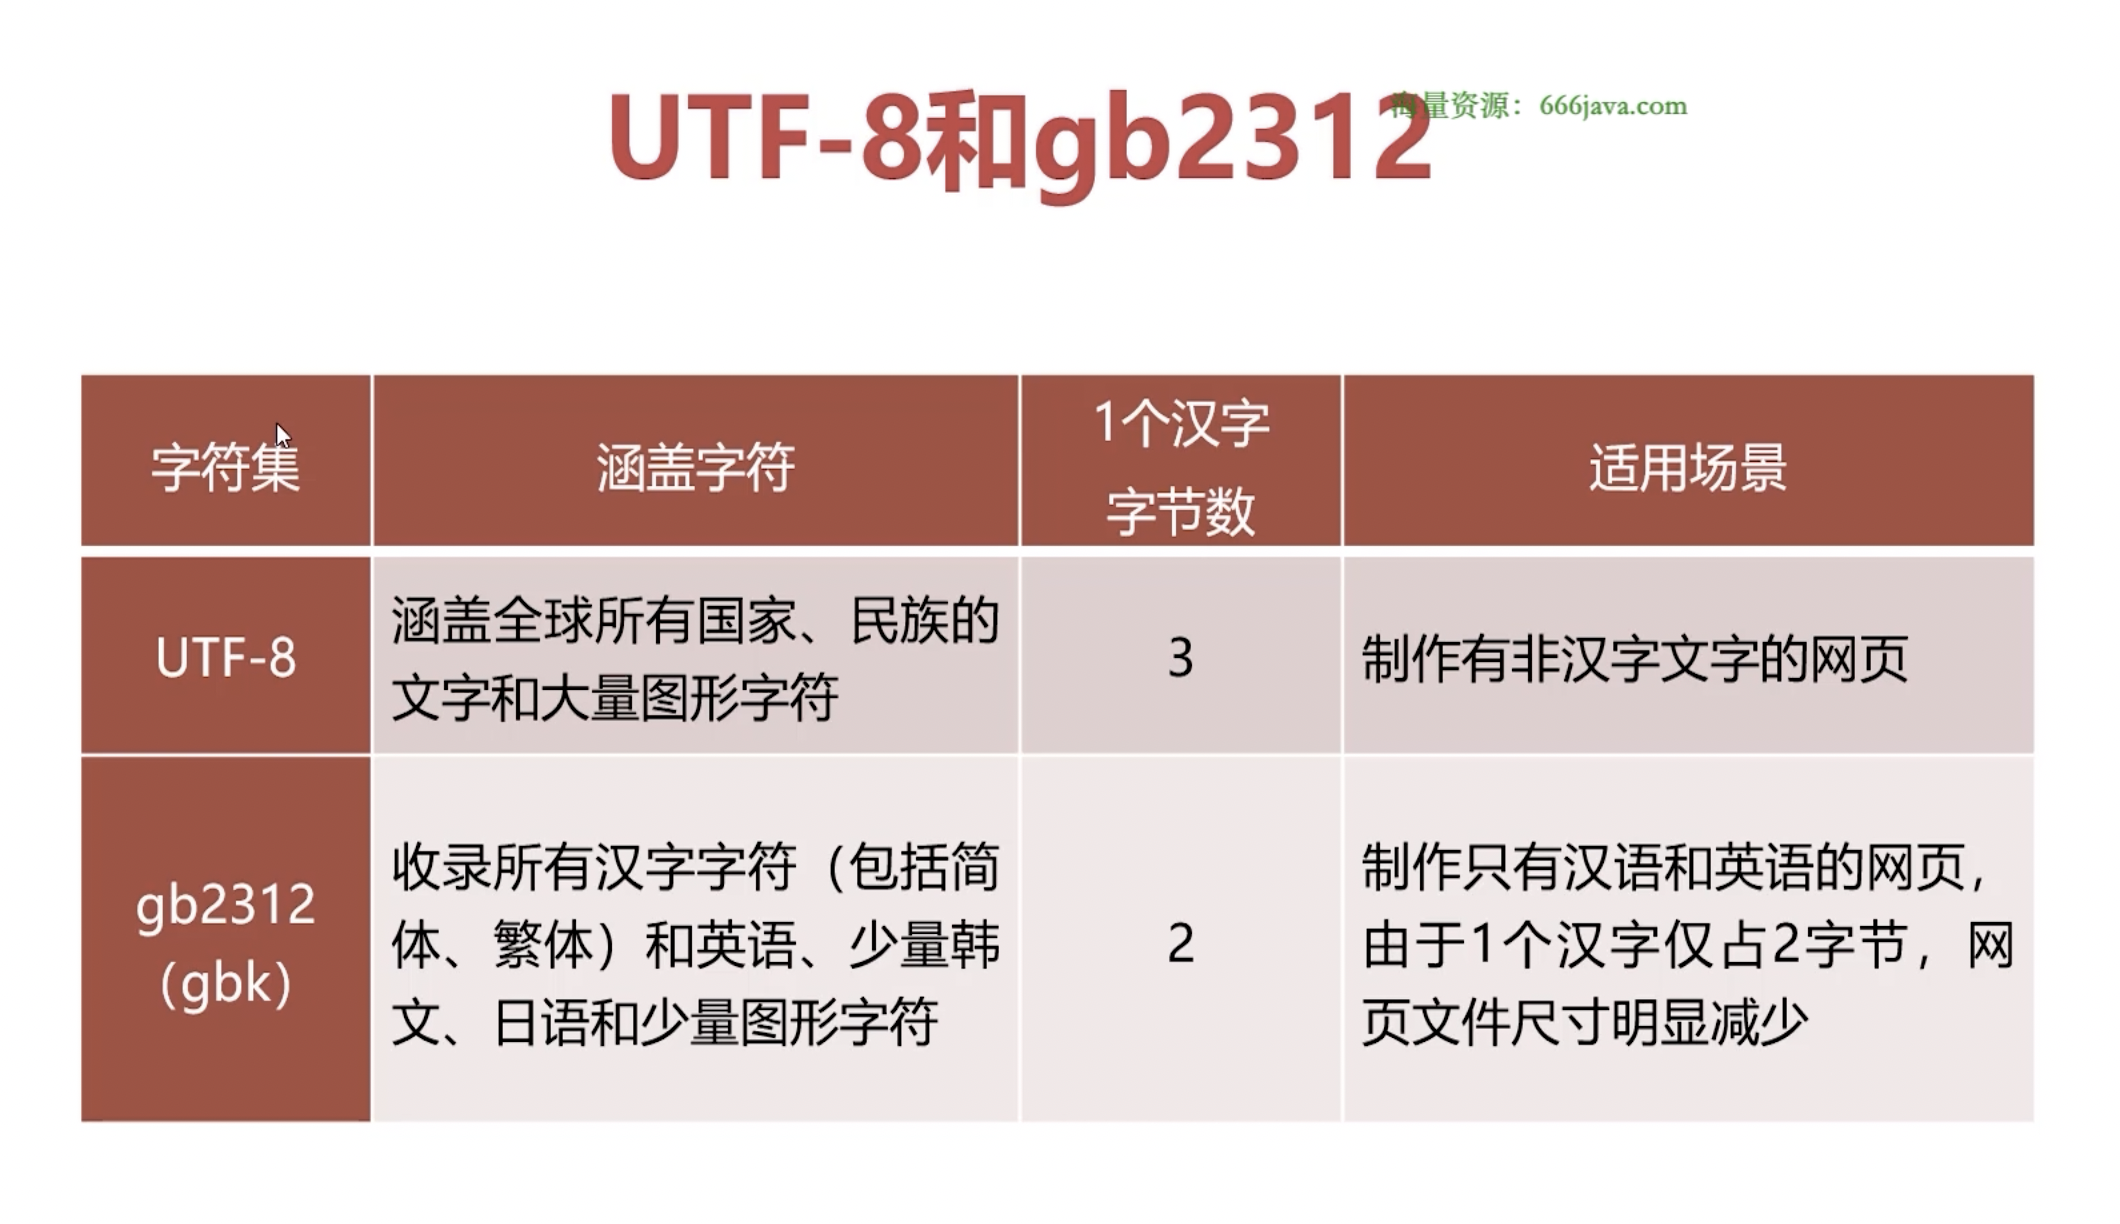 UTF-8和gb2312
海量资源：666java.com
字符集
涵盖字符
1个汉字
字节数
适用场景
UTF-8
涵盖全球所有国家、民族的
文字和大量图形字符
3
制作有非汉字文字的网页
gb2312
（gbk）
收录所有汉字字符（包括简
体、繁体）和英语、少量韩
文、日语和少量图形字符
2
制作只有汉语和英语的网页，
由于1个汉字仅占2字节，网
页文件尺寸明显减少